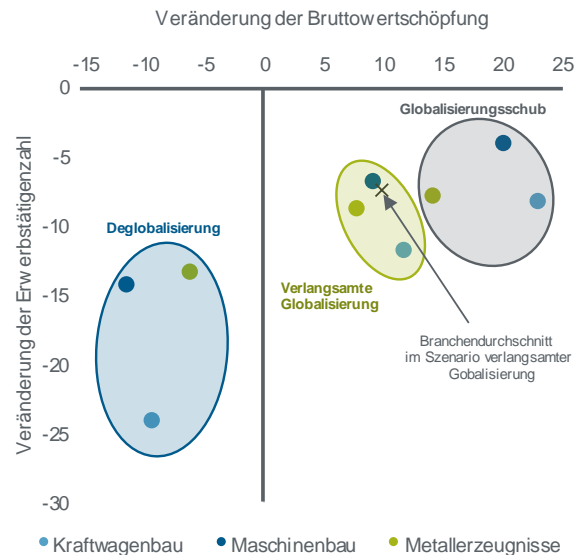 Veränderung der Bruttowertschöpfung
-15 -10 -5 0 5 10 15 20 25
0
Globalisierungsschub
-5
-10
Deglobalisierung
Verlangsamte
Globalisierung
-15
Branchendurchschnitt
im Szenario verlangsamter
Gobalisierung
-20
-25
-30
Veränderung der Erwerbstätigenzahl
Kraftwagenbau Maschinenbau Metallerzeugnisse